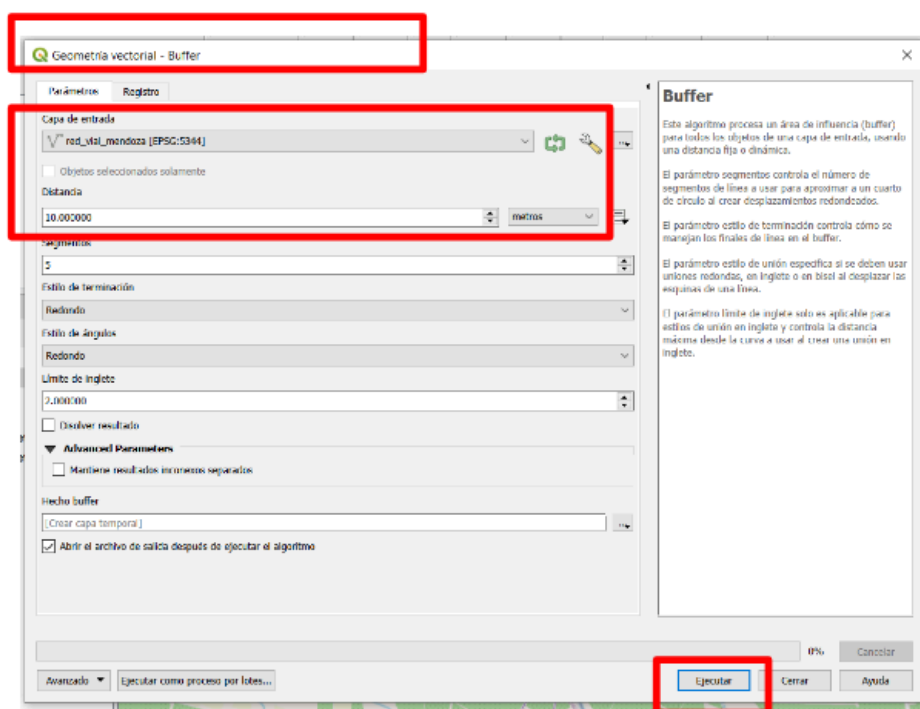 Geometría vectorial - Buffer
Parámetros Registro
Capa de entrada
red_vial_mendoza [EPSG:5344]
Objetos seleccionados solamente
Distancia
10.000000 metros
Segmentos
5
Estilo de terminación
Redondo
Estilo de ángulos
Redondo
Límite de inglete
2.000000
Disolver resultado
Advanced Parameters
Mantiene resultados inconexos separados
Hecho buffer
[Crear capa temporal]
Abrir el archivo de salida después de ejecutar el algoritmo
Buffer
Este algoritmo procesa un área de influencia (buffer)
para todos los objetos de una capa de entrada, usando
una distancia fija o dinámica.
El parámetro segmentos controla el número de
segmentos de línea a usar para aproximar a un cuarto
de círculo al crear desplazamientos redondeados.
El parámetro estilo de terminación controla cómo se
manejan los finales de línea en el buffer.
El parámetro estilo de unión especifica si se deben usar
uniones redondas, en inglete o en bisel al desplazar las
esquinas de una línea.
El parámetro límite de inglete solo es aplicable para
estilos de unión en inglete y controla la distancia
máxima desde la curva a usar al crear una unión en
inglete.
0% Cancelar
Avanzado Ejecutar como proceso por lotes... Ejecutar Cerrar Ayuda